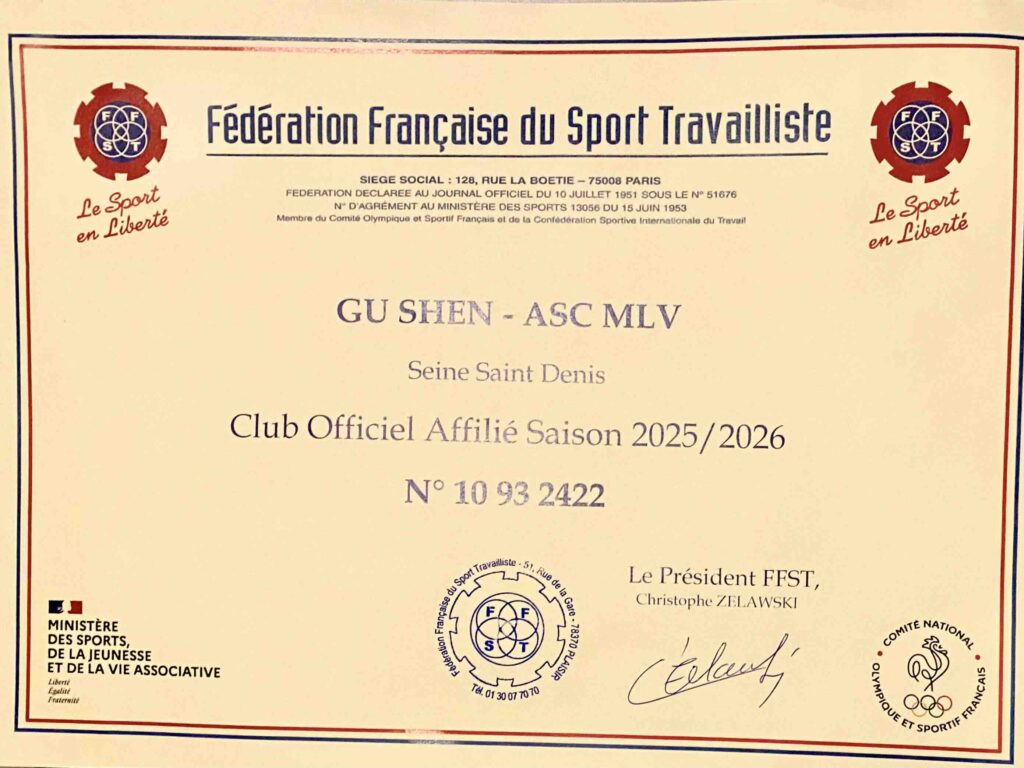 Fédération Française du Sport Travailliste
SIEGE SOCIAL : 128, RUE LA BOETIE – 75008 PARIS
FEDERATION DECLAREE AU JOURNAL OFFICIEL DU 10 JUILLET 1951 SOUS LE N° 51676
N° D'AGRÉMENT AU MINISTÈRE DES SPORTS 13056 DU 15 JUIN 1953
Membre du Comité Olympique et Sportif Français et de la Confédération Sportive Internationale du Travail
F F
S T
Le Sport
en Liberté
F F
S T
Le Sport
en Liberté
GU SHEN - ASC MLV
Seine Saint Denis
Club Officiel Affilié Saison 2025/2026
N° 10 93 2422
Fédération Française du Sport Travailliste - 51, Rue de la Gare - 78370 PLAISIR
F F
S T
Tél. 01 30 07 70 70
Le Président FFST,
Christophe ZELAWSKI
MINISTÈRE
DES SPORTS,
DE LA JEUNESSE
ET DE LA VIE ASSOCIATIVE
Liberté
Égalité
Fraternité
COMITÉ NATIONAL
OLYMPIQUE ET SPORTIF FRANÇAIS